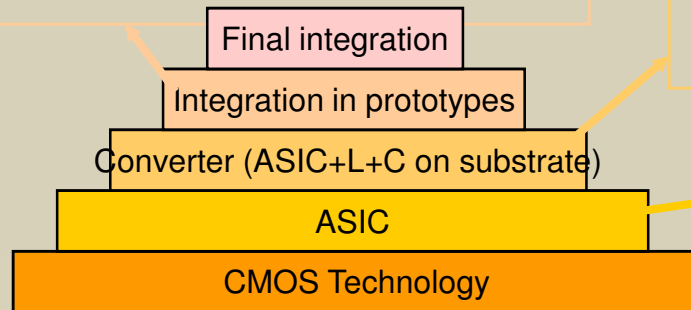 Final integration
Integration in prototypes
Converter (ASIC+L+C on substrate)
ASIC
CMOS Technology